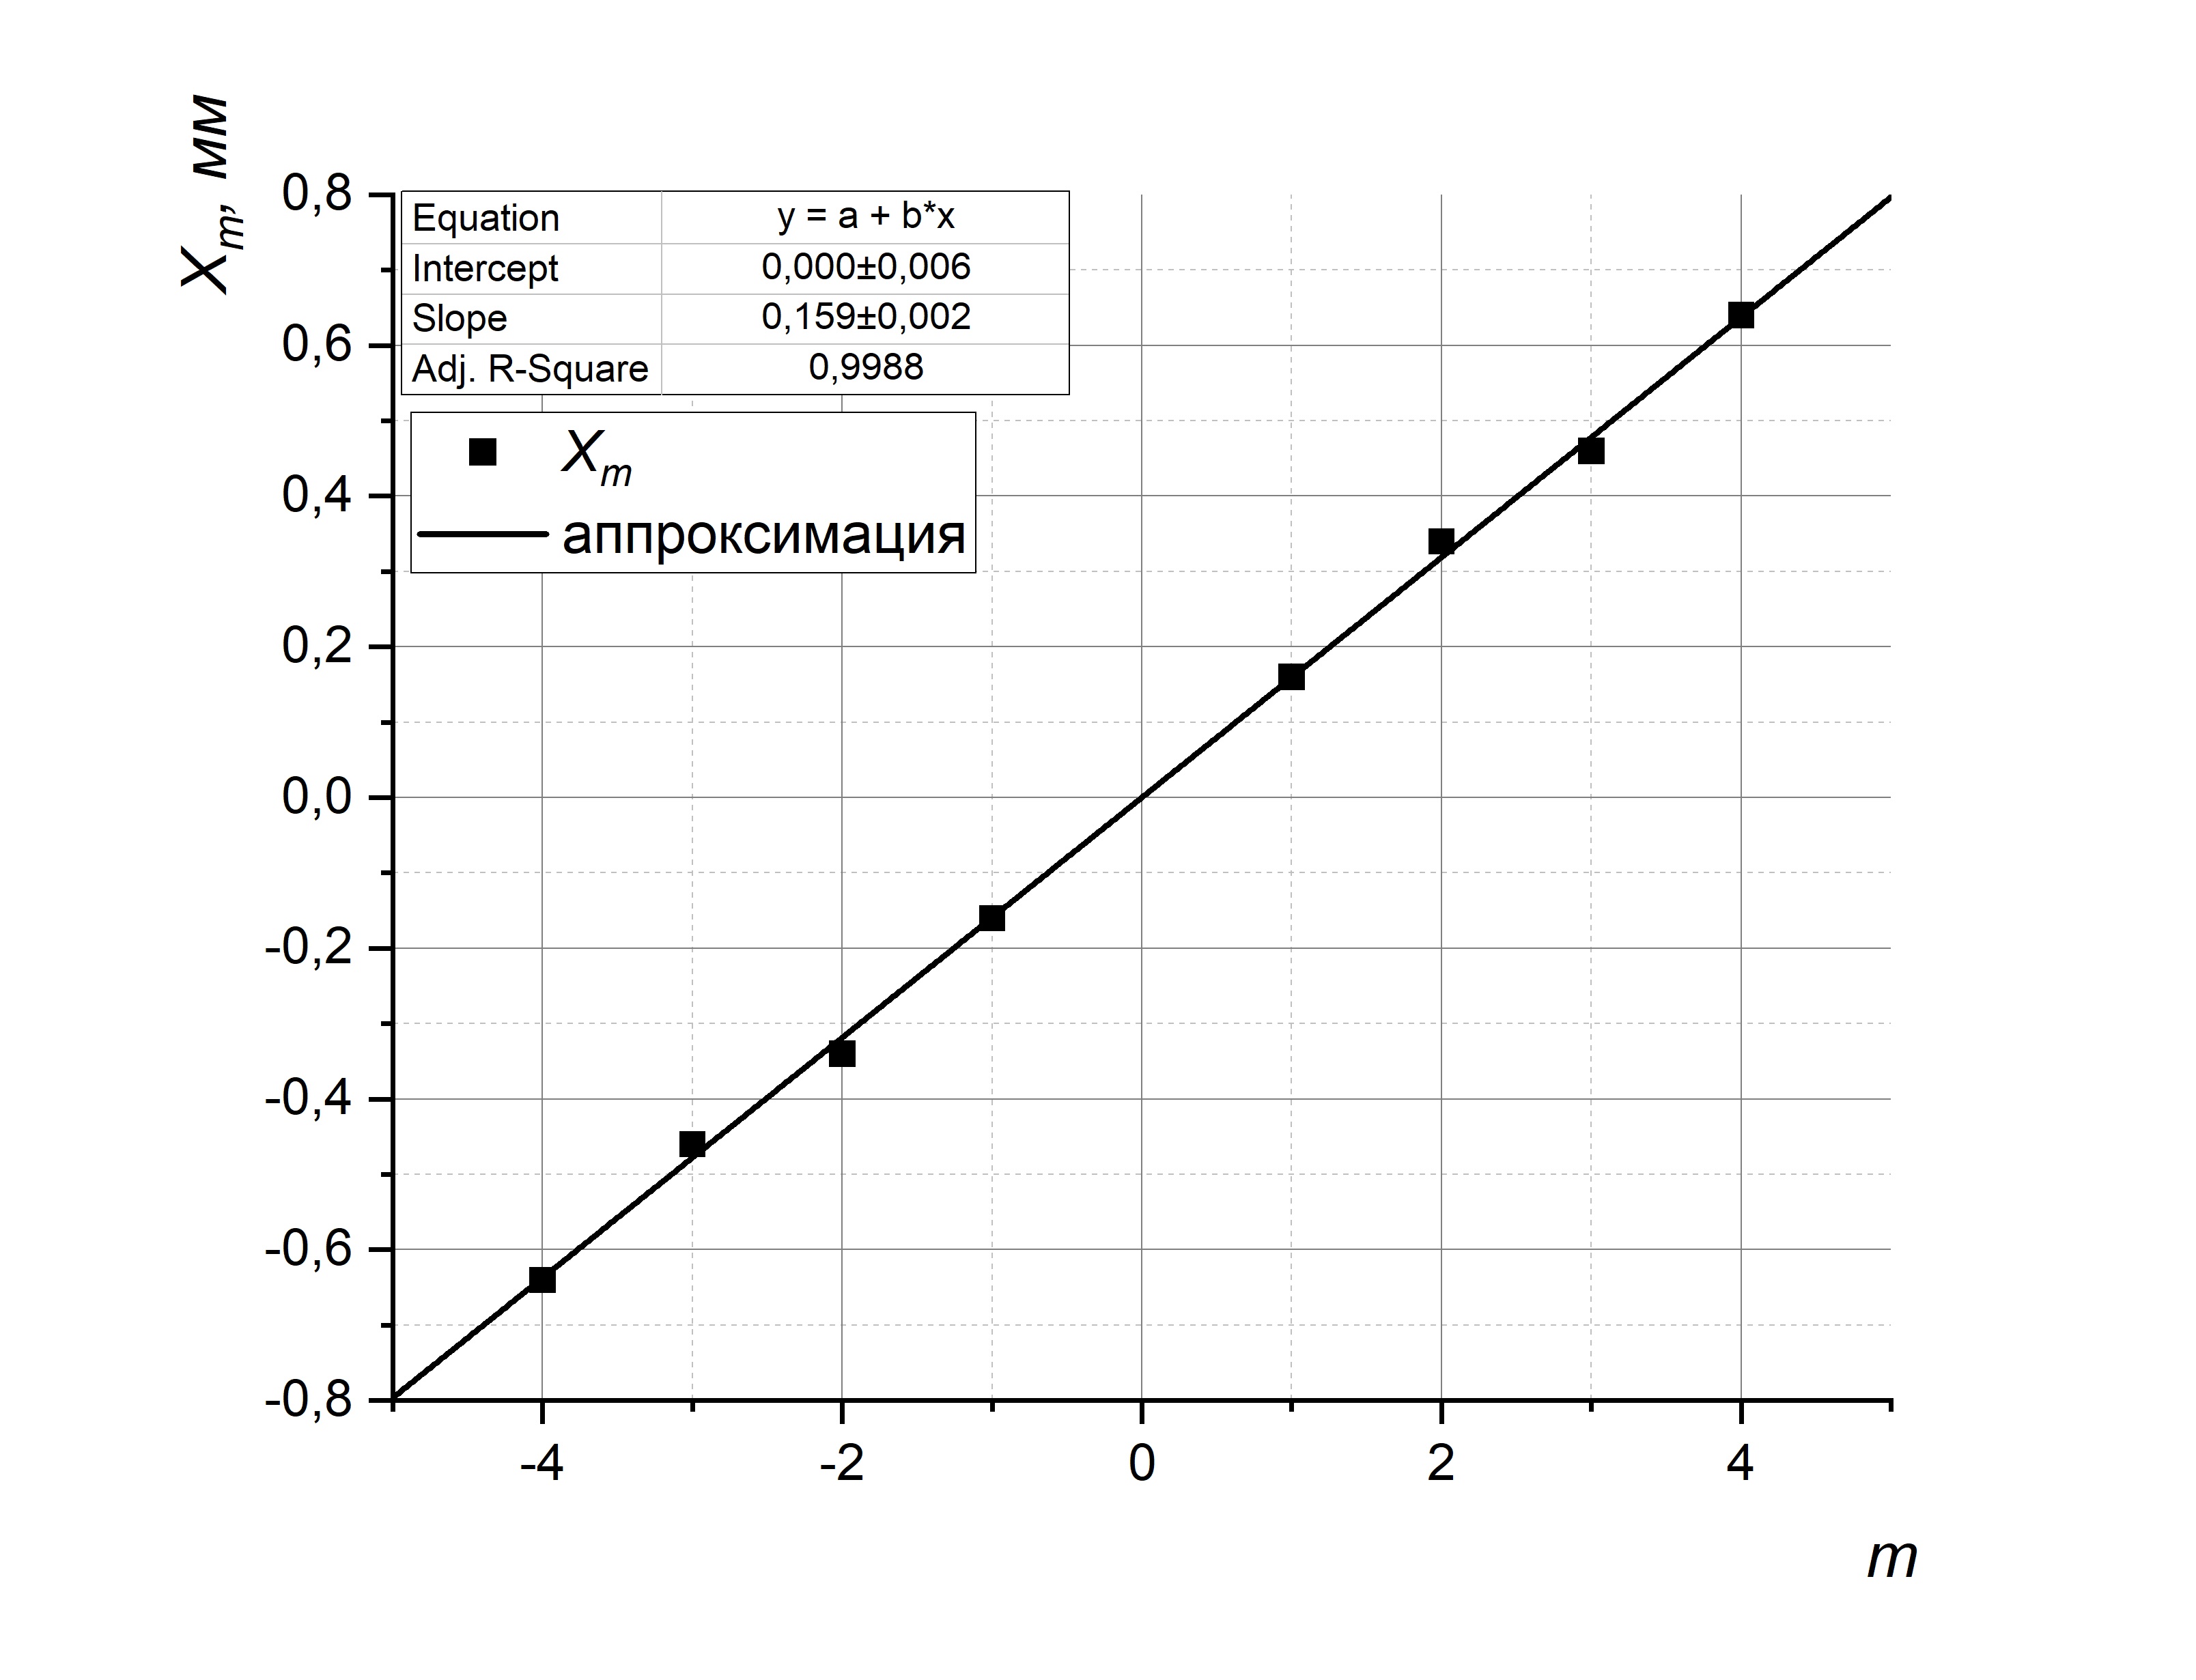 X_m, мм
0,8
0,6
0,4
0,2
0,0
-0,2
-0,4
-0,6
-0,8
Equation y = a + b*x
Intercept 0,000±0,006
Slope 0,159±0,002
Adj. R-Square 0,9988
X_m
аппроксимация
-4 -2 0 2 4
m